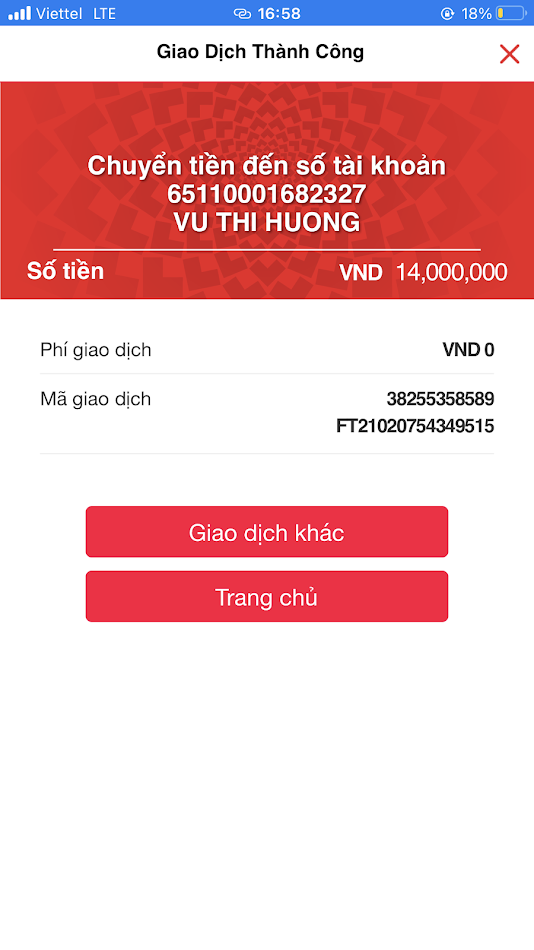 Viettel LTE 16:58 18%
Giao Dịch Thành Công
Chuyển tiền đến số tài khoản
65110001682327
VU THI HUONG
Số tiền VND 14,000,000
Phí giao dịch VND 0
Mã giao dịch 38255358589
FT21020754349515
Giao dịch khác
Trang chủ